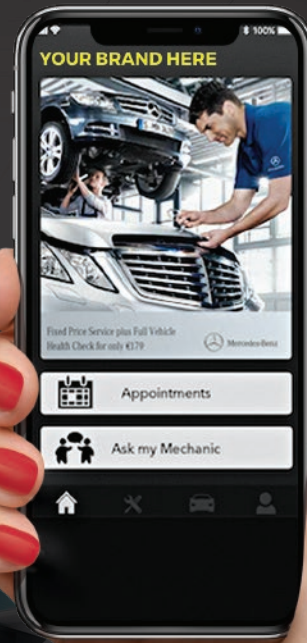 100%
YOUR BRAND HERE
Fixed Price Service plus Full Vehicle
Health Check for only €179
Mercedes-Benz
Appointments
Ask my Mechanic